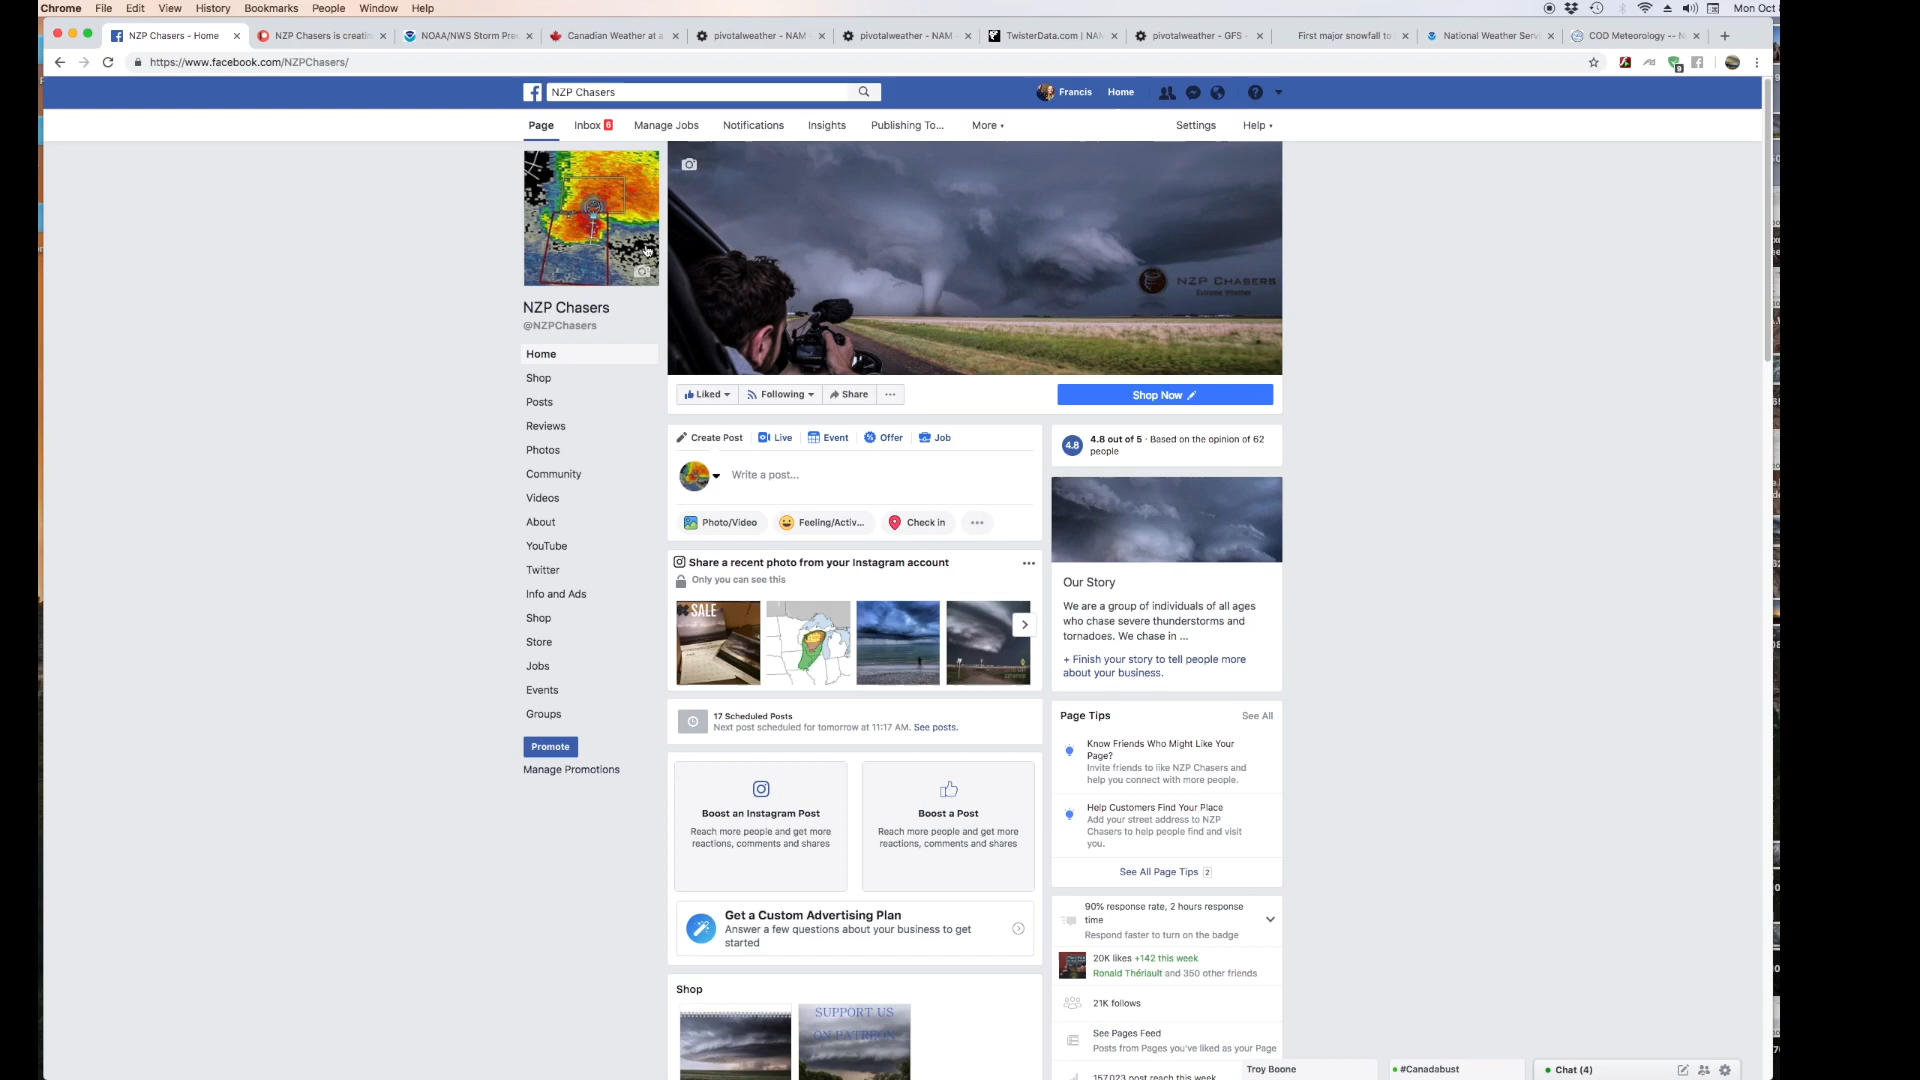 Chrome File Edit View History Bookmarks People Window Help Mon Oct
NZP Chasers - Home NZP Chasers is creatin NOAA/NWS Storm Pre Canadian Weather at a pivotalweather - NAM pivotalweather - NAM TwisterData.com | NAM pivotalweather - GFS First major snowfall to National Weather Servi COD Meteorology --
https://www.facebook.com/NZPChasers/
NZP Chasers Francis Home
Page Inbox 6 Manage Jobs Notifications Insights Publishing To... More Settings Help
NZP CHASERS
Extreme Weather
NZP Chasers
@NZPChasers
Home
Shop
Posts
Reviews
Photos
Community
Videos
About
YouTube
Twitter
Info and Ads
Shop
Store
Jobs
Events
Groups
Promote
Manage Promotions
Liked Following Share ... Shop Now
Create Post Live Event Offer Job
Write a post...
Photo/Video Feeling/Activ... Check in
Share a recent photo from your Instagram account
Only you can see this
SALE
17 Scheduled Posts
Next post scheduled for tomorrow at 11:17 AM. See posts.
Boost an Instagram Post
Reach more people and get more
reactions, comments and shares
Boost a Post
Reach more people and get more
reactions, comments and shares
Get a Custom Advertising Plan
Answer a few questions about your business to get
started
Shop
SUPPORT US
ON PATREON
4.8 4.8 out of 5 · Based on the opinion of 62
people
Our Story
We are a group of individuals of all ages
who chase severe thunderstorms and
tornadoes. We chase in ...
+ Finish your story to tell people more
about your business.
Page Tips See All
Know Friends Who Might Like Your
Page?
Invite friends to like NZP Chasers and
help you connect with more people.
Help Customers Find Your Place
Add your street address to NZP
Chasers to help people find and visit
you.
See All Page Tips 2
90% response rate, 2 hours response
time
Respond faster to turn on the badge
20K likes +142 this week
Ronald Thériault and 350 other friends
21K follows
See Pages Feed
Posts from Pages you've liked as your Page
157,023 post reach this week
Troy Boone #Canadabust Chat (4)